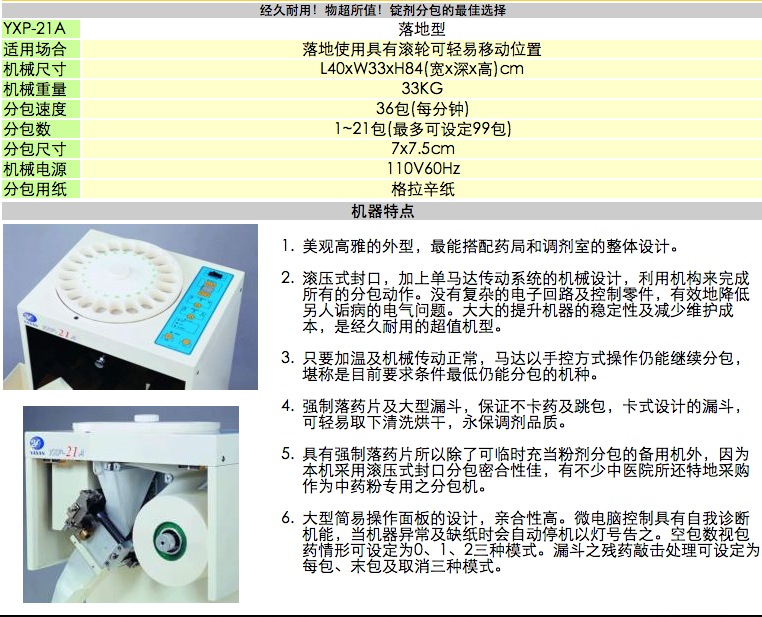 经久耐用！物超所值！锭剂分包的最佳选择
YXP-21A 落地型
适用场合 落地使用具有滚轮可轻易移动位置
机械尺寸 L40xW33xH84(宽x深x高)cm
机械重量 33KG
分包速度 36包(每分钟)
分包数 1~21包(最多可设定99包)
分包尺寸 7x7.5cm
机械电源 110V60Hz
分包用纸 格拉辛纸
机器特点
1. 美观高雅的外型，最能搭配药局和调剂室的整体设计。
2. 滚压式封口，加上单马达传动系统的机械设计，利用机构来完成
所有的分包动作。没有复杂的电子回路及控制零件，有效地降低
另人诟病的电气问题。大大的提升机器的稳定性及减少维护成
本，是经久耐用的超值机型。
3. 只要加温及机械传动正常，马达以手控方式操作仍能继续分包，
堪称是目前要求条件最低仍能分包的机种。
4. 强制落药片及大型漏斗，保证不卡药及跳包，卡式设计的漏斗，
可轻易取下清洗烘干，永保调剂品质。
5. 具有强制落药片所以除了可临时充当粉剂分包的备用机外，因为
本机采用滚压式封口分包密合性佳，有不少中医院所还特地采购
作为中药粉专用之分包机。
6. 大型简易操作面板的设计，亲合性高。微电脑控制具有自我诊断
机能，当机器异常及缺纸时会自动停机以灯号告之。空包数视包
药情形可设定为0、1、2三种模式。漏斗之残药敲击处理可设定为
每包、末包及取消三种模式。
YXP-21A
YUYAN
YXP-21A